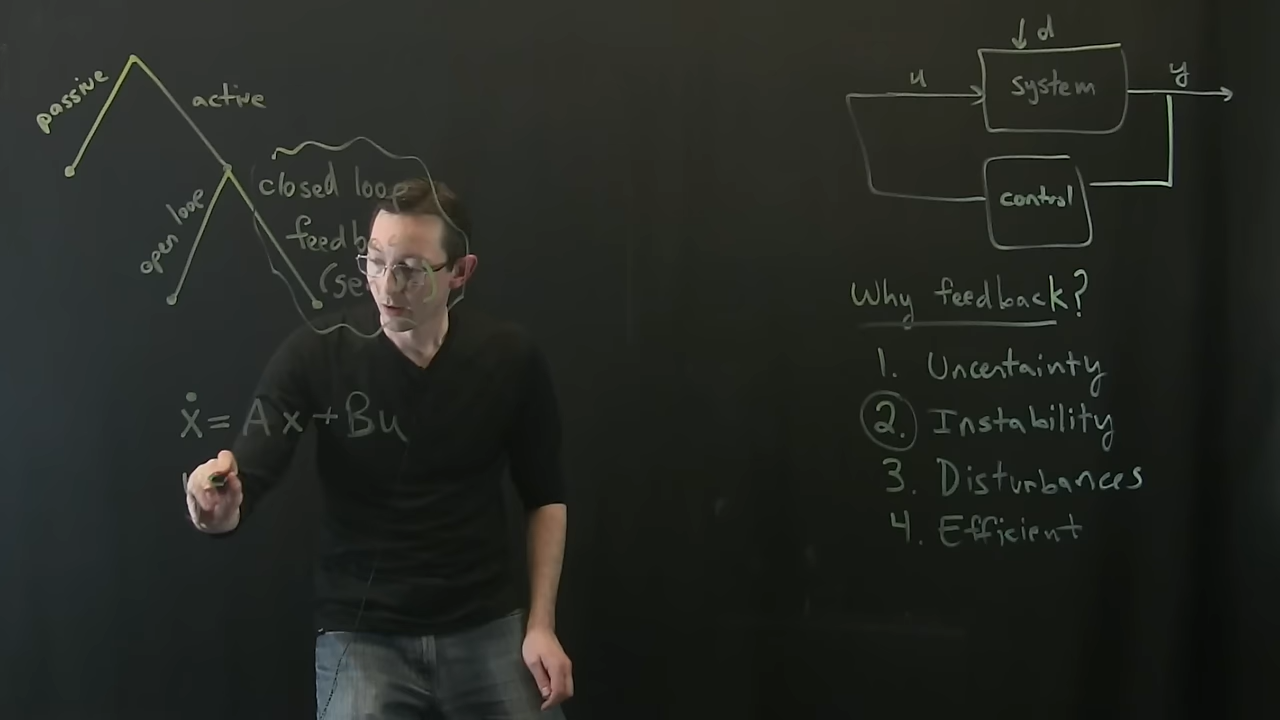 passive
active
open loop
closed loop
ẋ = Ax + Bu
d
u
system
y
control
Why feedback?
1. Uncertainty
2. Instability
3. Disturbances
4. Efficient